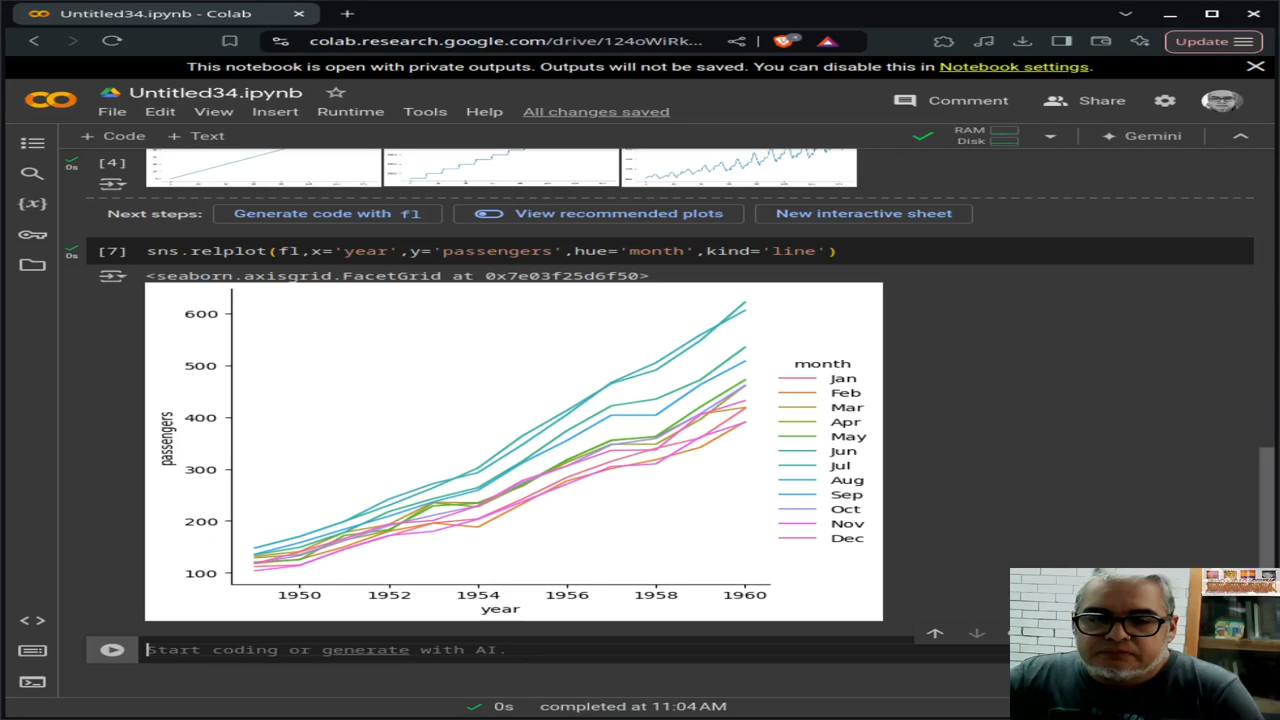 Untitled34.ipynb - Colab
colab.research.google.com/drive/124oWiRk...
Update
This notebook is open with private outputs. Outputs will not be saved. You can disable this in Notebook settings.
Untitled34.ipynb
File Edit View Insert Runtime Tools Help All changes saved
Comment Share
+ Code + Text
RAM
Disk
Gemini
[4]
0s
Next steps: Generate code with fl View recommended plots New interactive sheet
[7] sns.relplot(fl,x='year',y='passengers',hue='month',kind='line')
0s
<seaborn.axisgrid.FacetGrid at 0x7e03f25d6f50>
600
500
400
300
200
100
passengers
1950 1952 1954 1956 1958 1960
year
month
Jan
Feb
Mar
Apr
May
Jun
Jul
Aug
Sep
Oct
Nov
Dec
Start coding or generate with AI.
0s completed at 11:04AM